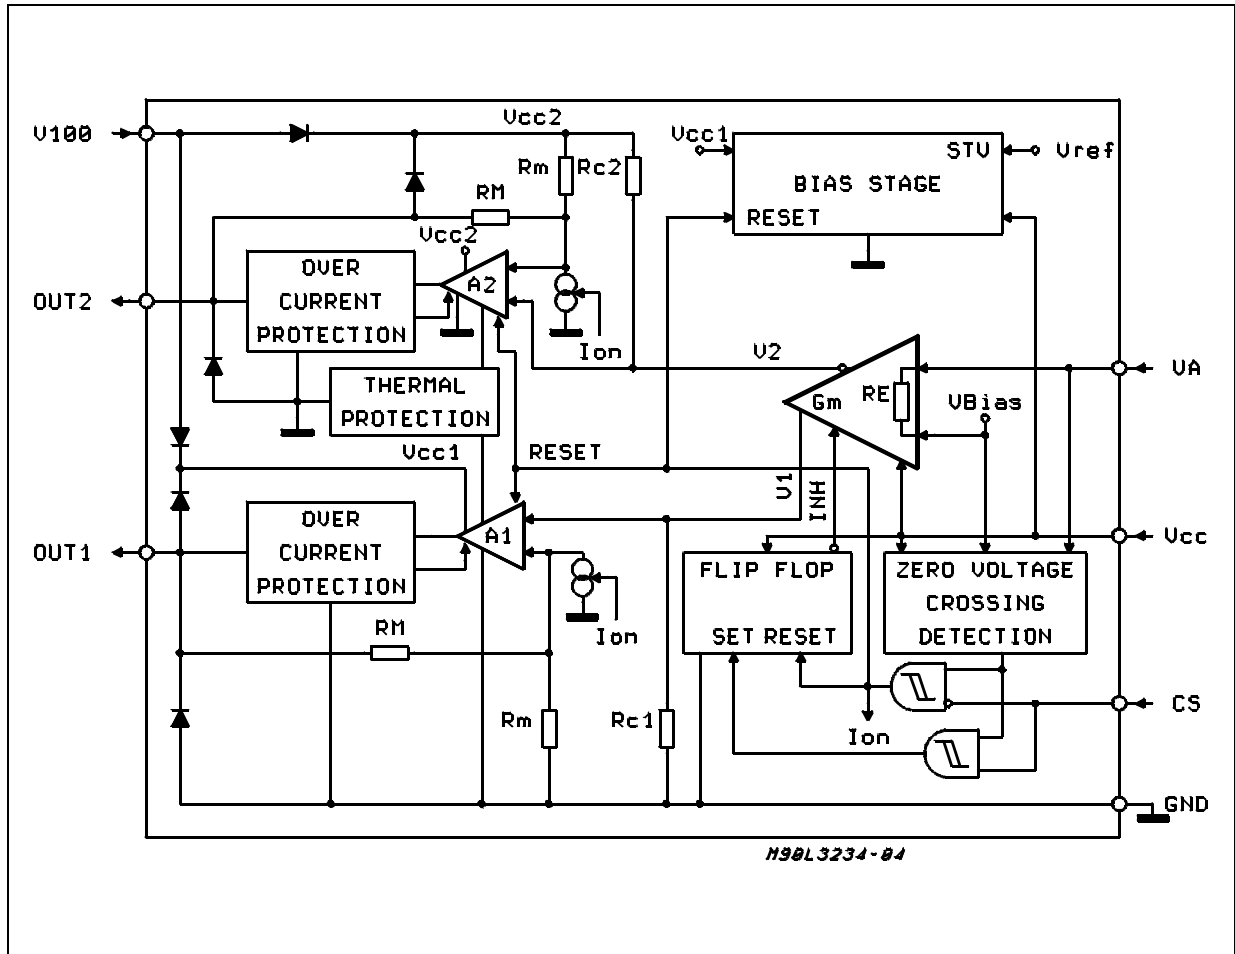 V100
Vcc2
Vcc1
STV
Vref
Rm
Rc2
BIAS STAGE
RM
RESET
Vcc2
OVER
CURRENT
PROTECTION
A2
OUT2
Ion
V2
VA
THERMAL
PROTECTION
Gm
RE
VBias
Vcc1
RESET
V1
INH
OVER
CURRENT
PROTECTION
A1
OUT1
Vcc
FLIP FLOP
SET RESET
ZERO VOLTAGE
CROSSING
DETECTION
Ion
RM
Rm
Rc1
Ion
CS
GND
M90L3234-04